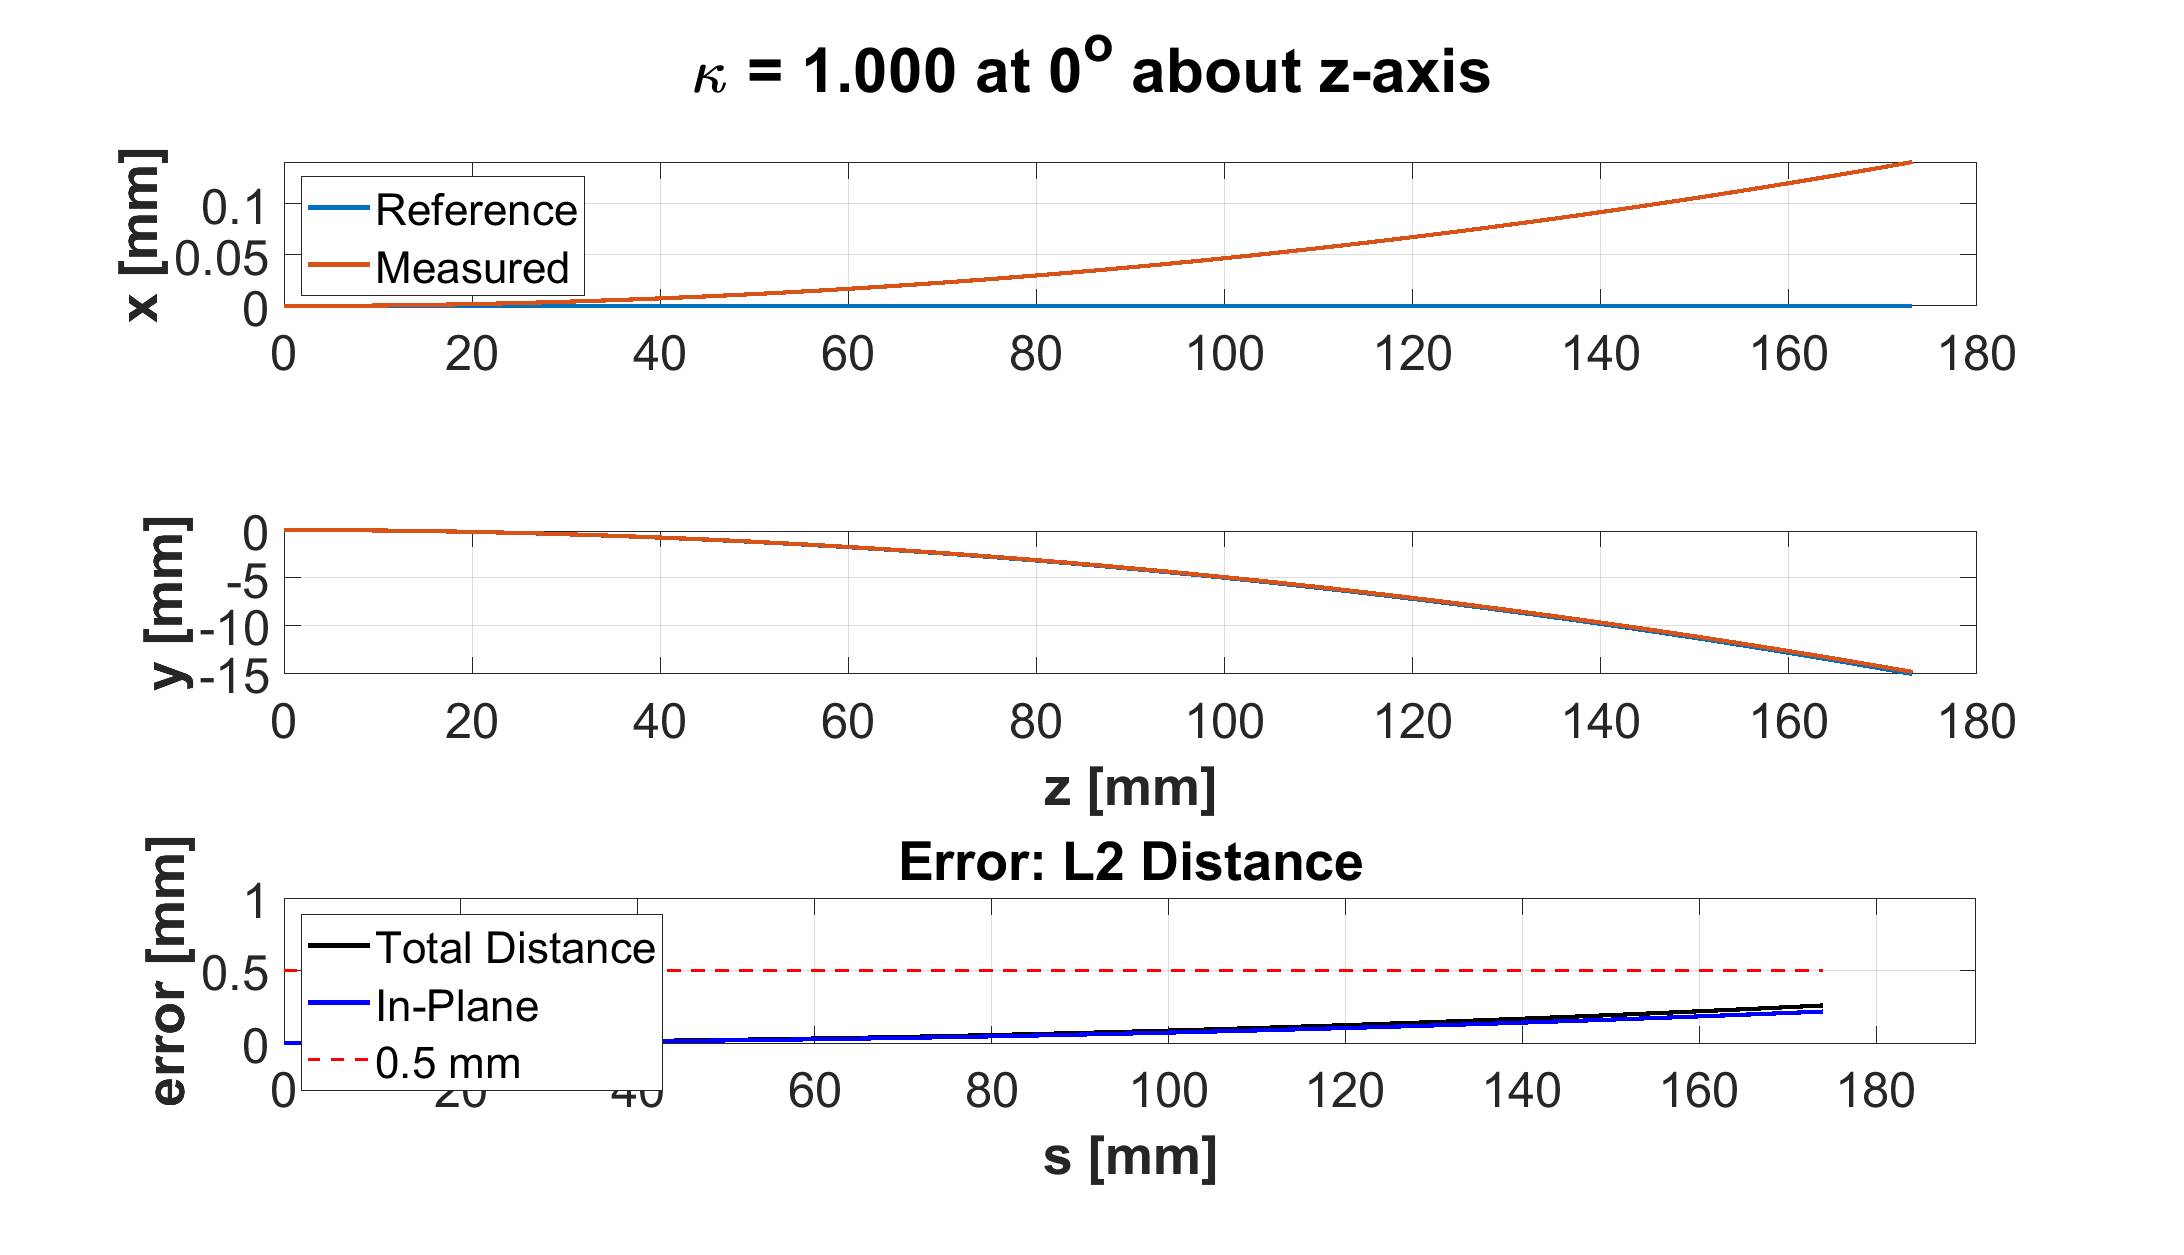 κ = 1.000 at 0° about z-axis
x [mm]
0.1
0.05
0
Reference
Measured
0 20 40 60 80 100 120 140 160 180
y [mm]
0
-5
-10
-15
0 20 40 60 80 100 120 140 160 180
z [mm]
Error: L2 Distance
error [mm]
1
0.5
0
Total Distance
In-Plane
0.5 mm
0 20 40 60 80 100 120 140 160 180
s [mm]